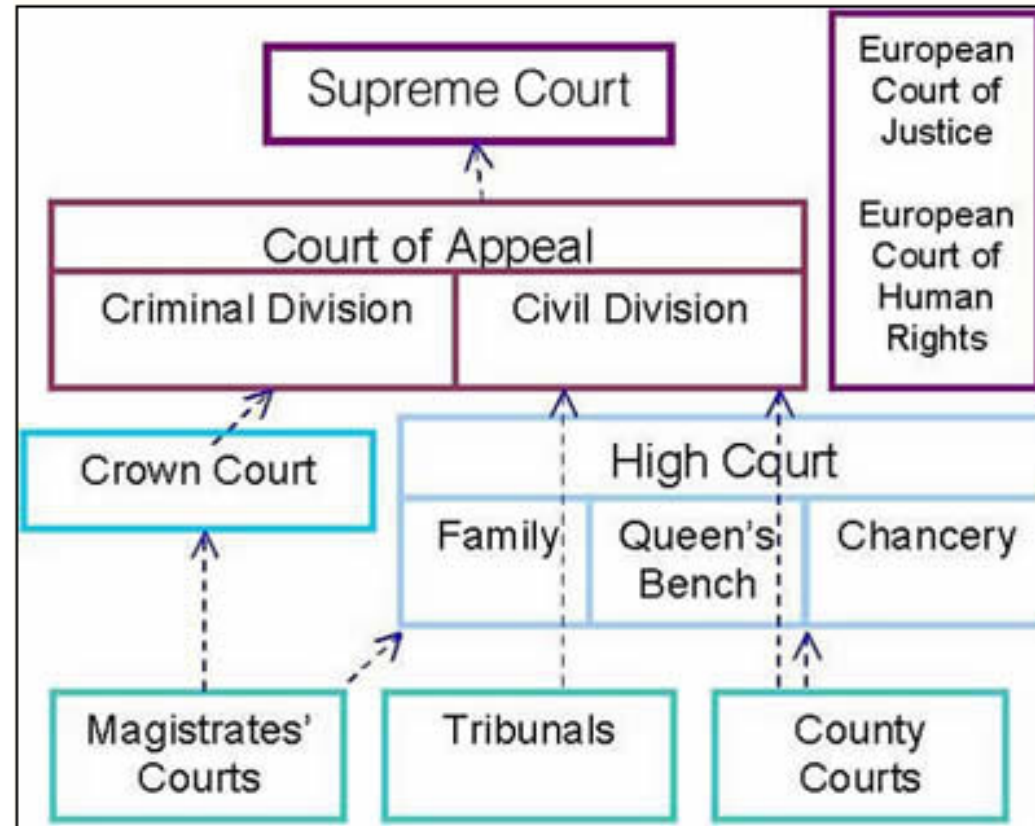 Supreme Court
European
Court of
Justice
European
Court of
Human
Rights
Court of Appeal
Criminal Division
Civil Division
Crown Court
High Court
Family
Queen's
Bench
Chancery
Magistrates'
Courts
Tribunals
County
Courts